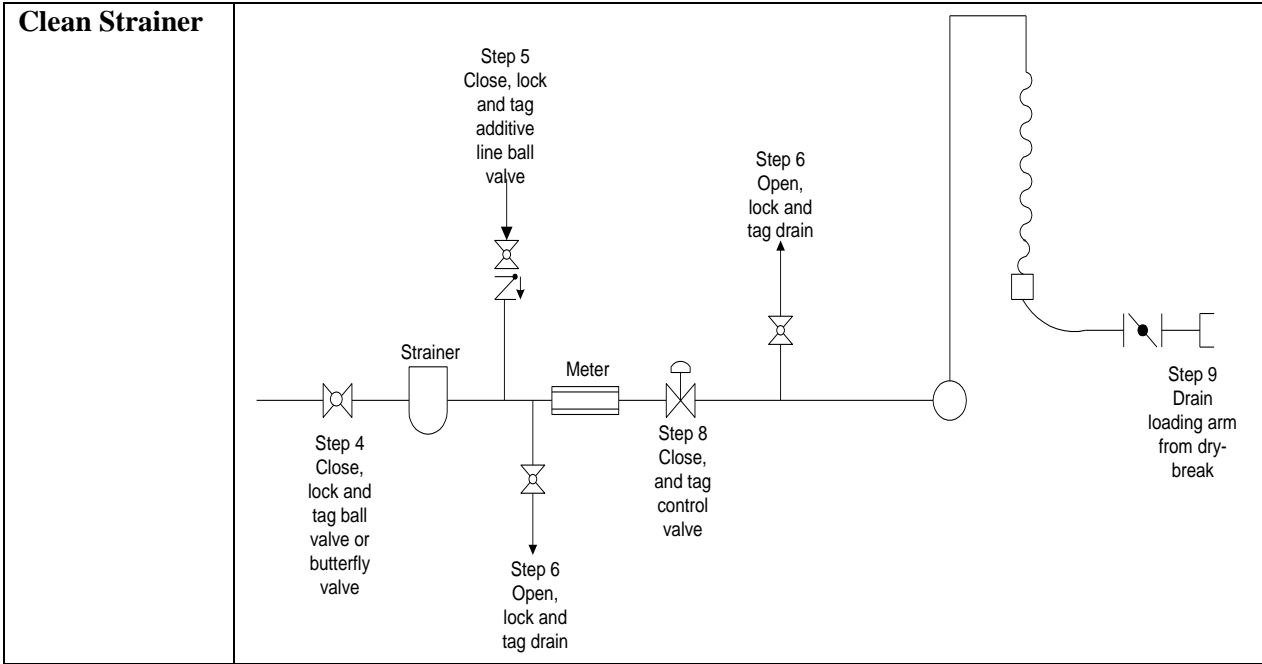 Clean Strainer
Step 5
Close, lock
and tag
additive
line ball
valve
Step 6
Open,
lock and
tag drain
Strainer
Meter
Step 4
Close,
lock and
tag ball
valve or
butterfly
valve
Step 6
Open,
lock and
tag drain
Step 8
Close,
and tag
control
valve
Step 9
Drain
loading arm
from dry-
break